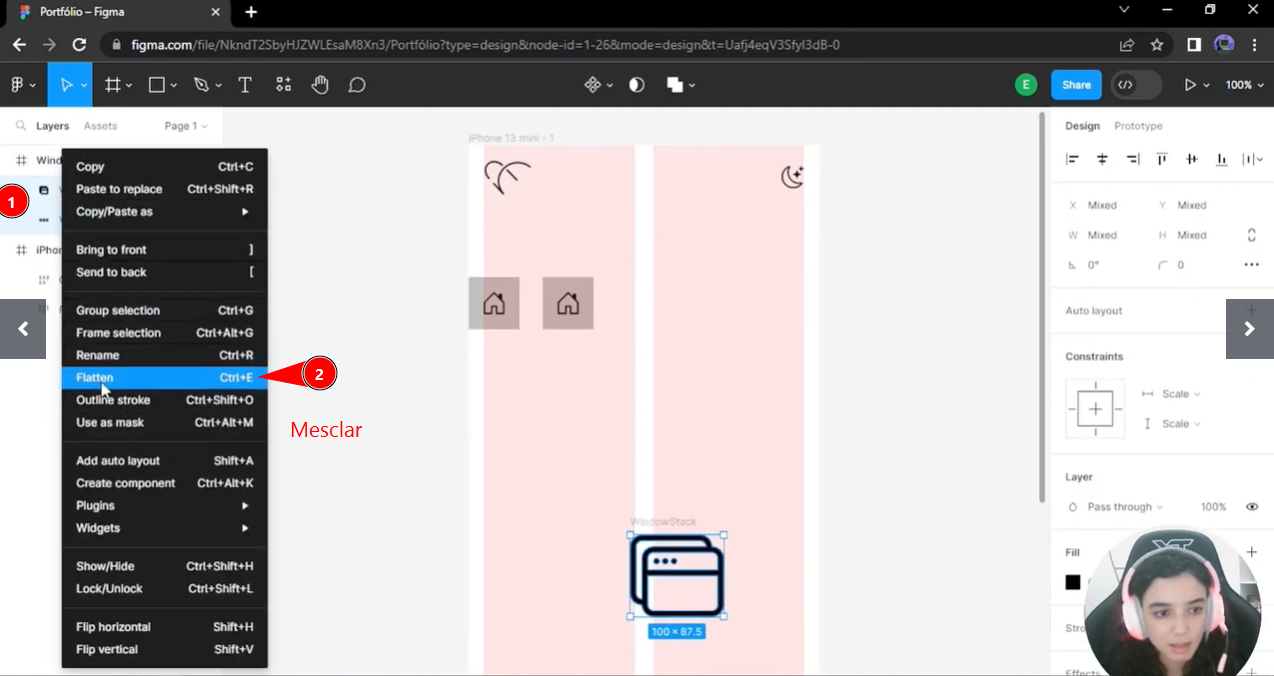 Portfólio – Figma
figma.com/file/NkndT2SbyHJZWLEsaM8Xn3/Portfólio?type=design&node-id=1-26&mode=design&t=Uafj4eqV3Sfyl3dB-0
E
Share
100%
Layers
Assets
Page 1
Design
Prototype
iPhone 13 mini - 1
Wind
1
iPhor
Copy Ctrl+C
Paste to replace Ctrl+Shift+R
Copy/Paste as
Bring to front ]
Send to back [
Group selection Ctrl+G
Frame selection Ctrl+Alt+G
Rename Ctrl+R
Flatten Ctrl+E
2
Outline stroke Ctrl+Shift+O
Mesclar
Use as mask Ctrl+Alt+M
Add auto layout Shift+A
Create component Ctrl+Alt+K
Plugins
Widgets
Show/Hide Ctrl+Shift+H
Lock/Unlock Ctrl+Shift+L
Flip horizontal Shift+H
Flip vertical Shift+V
WindowStack
100 × 87.5
X Mixed Y Mixed
W Mixed H Mixed
0° 0
Auto layout
Constraints
Scale
Scale
Layer
Pass through 100%
Fill
Stro
Effects